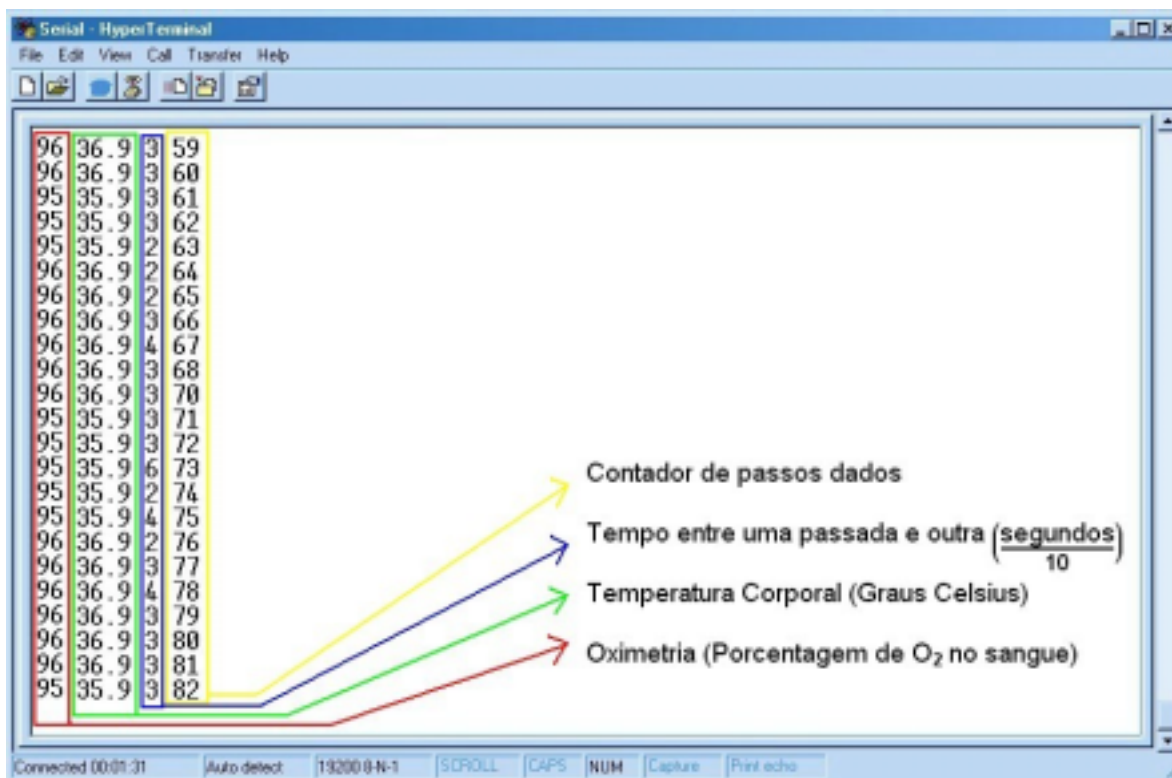 Serial - HyperTerminal
File Edit View Call Transfer Help
96 36.9 3 59
96 36.9 3 60
95 35.9 3 61
95 35.9 3 62
95 35.9 2 63
96 36.9 2 64
96 36.9 2 65
96 36.9 3 66
96 36.9 4 67
96 36.9 3 68
96 36.9 3 70
95 35.9 3 71
95 35.9 3 72
95 35.9 6 73
95 35.9 2 74
95 35.9 4 75
96 36.9 2 76
96 36.9 3 77
96 36.9 4 78
96 36.9 3 79
96 36.9 3 80
96 36.9 3 81
95 35.9 3 82
Contador de passos dados
Tempo entre uma passada e outra (segundos/10)
Temperatura Corporal (Graus Celsius)
Oximetria (Porcentagem de O₂ no sangue)
Connected 00:01:31 Auto detect 19200 8-N-1 SCROLL CAPS NUM Capture Print echo